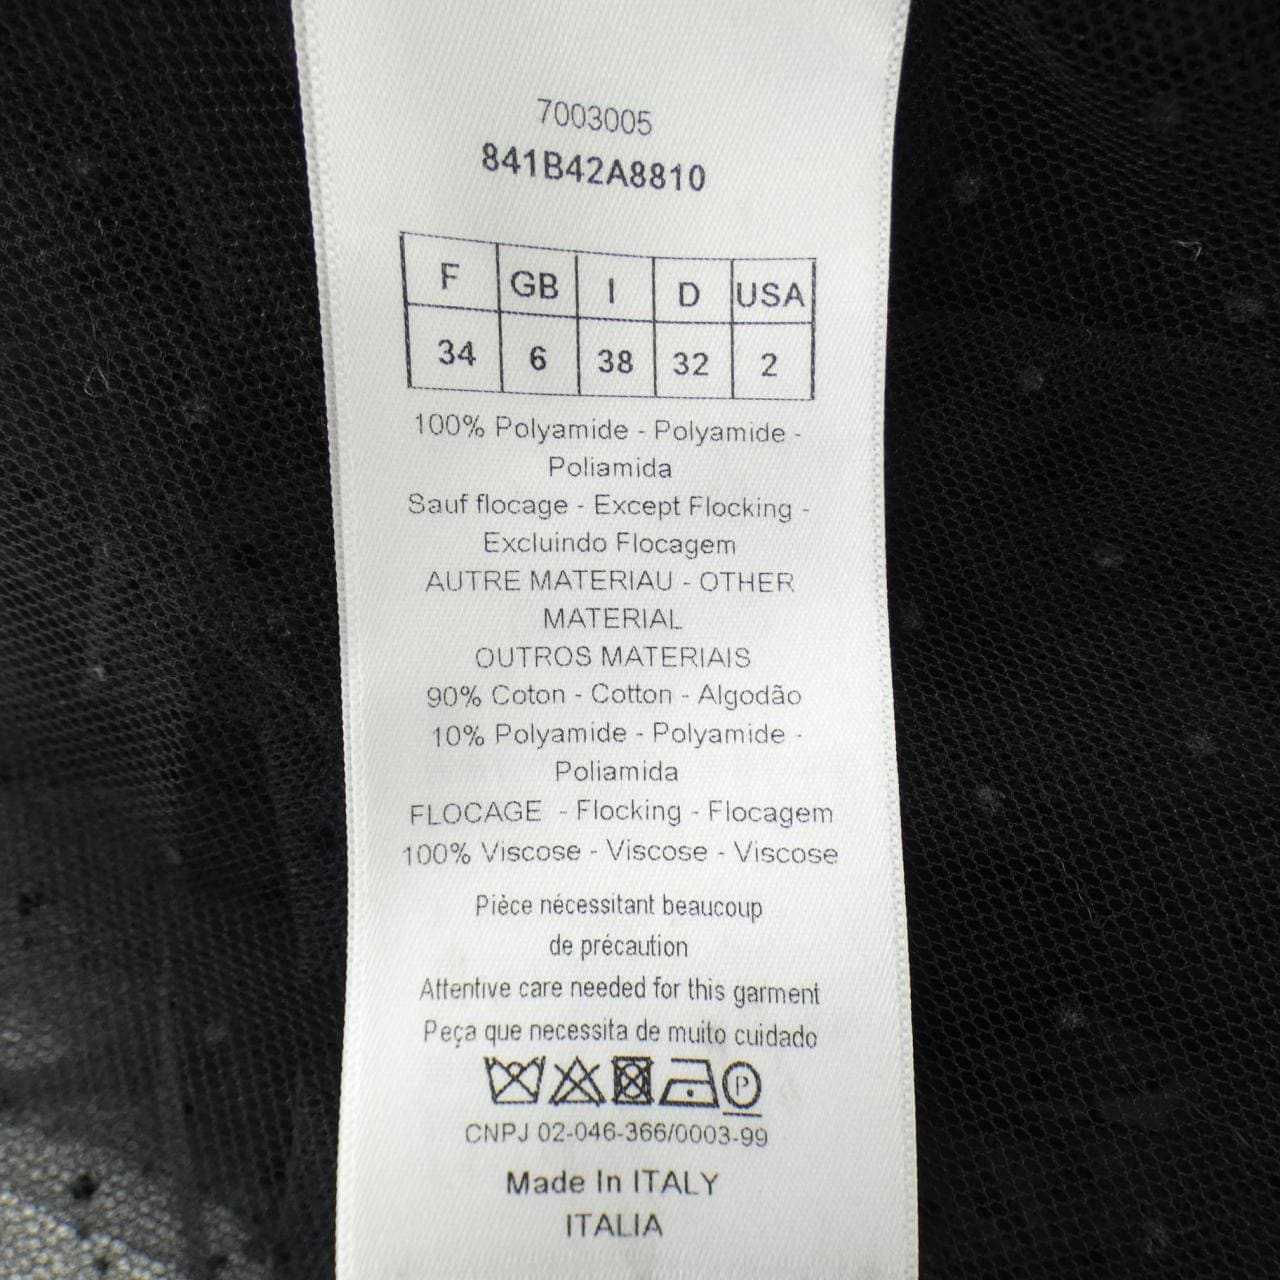 7003005
841B42A8810
F GB I D USA
34 6 38 32 2
100% Polyamide - Polyamide -
Poliamida
Sauf flocage - Except Flocking -
Excluindo Flocagem
AUTRE MATERIAU - OTHER
MATERIAL
OUTROS MATERIAIS
90% Coton - Cotton - Algodão
10% Polyamide - Polyamide -
Poliamida
FLOCAGE - Flocking - Flocagem
100% Viscose - Viscose - Viscose
Pièce nécessitant beaucoup
de précaution
Attentive care needed for this garment
Peça que necessita de muito cuidado
P
CNPJ 02-046-366/0003-99
Made In ITALY
ITALIA